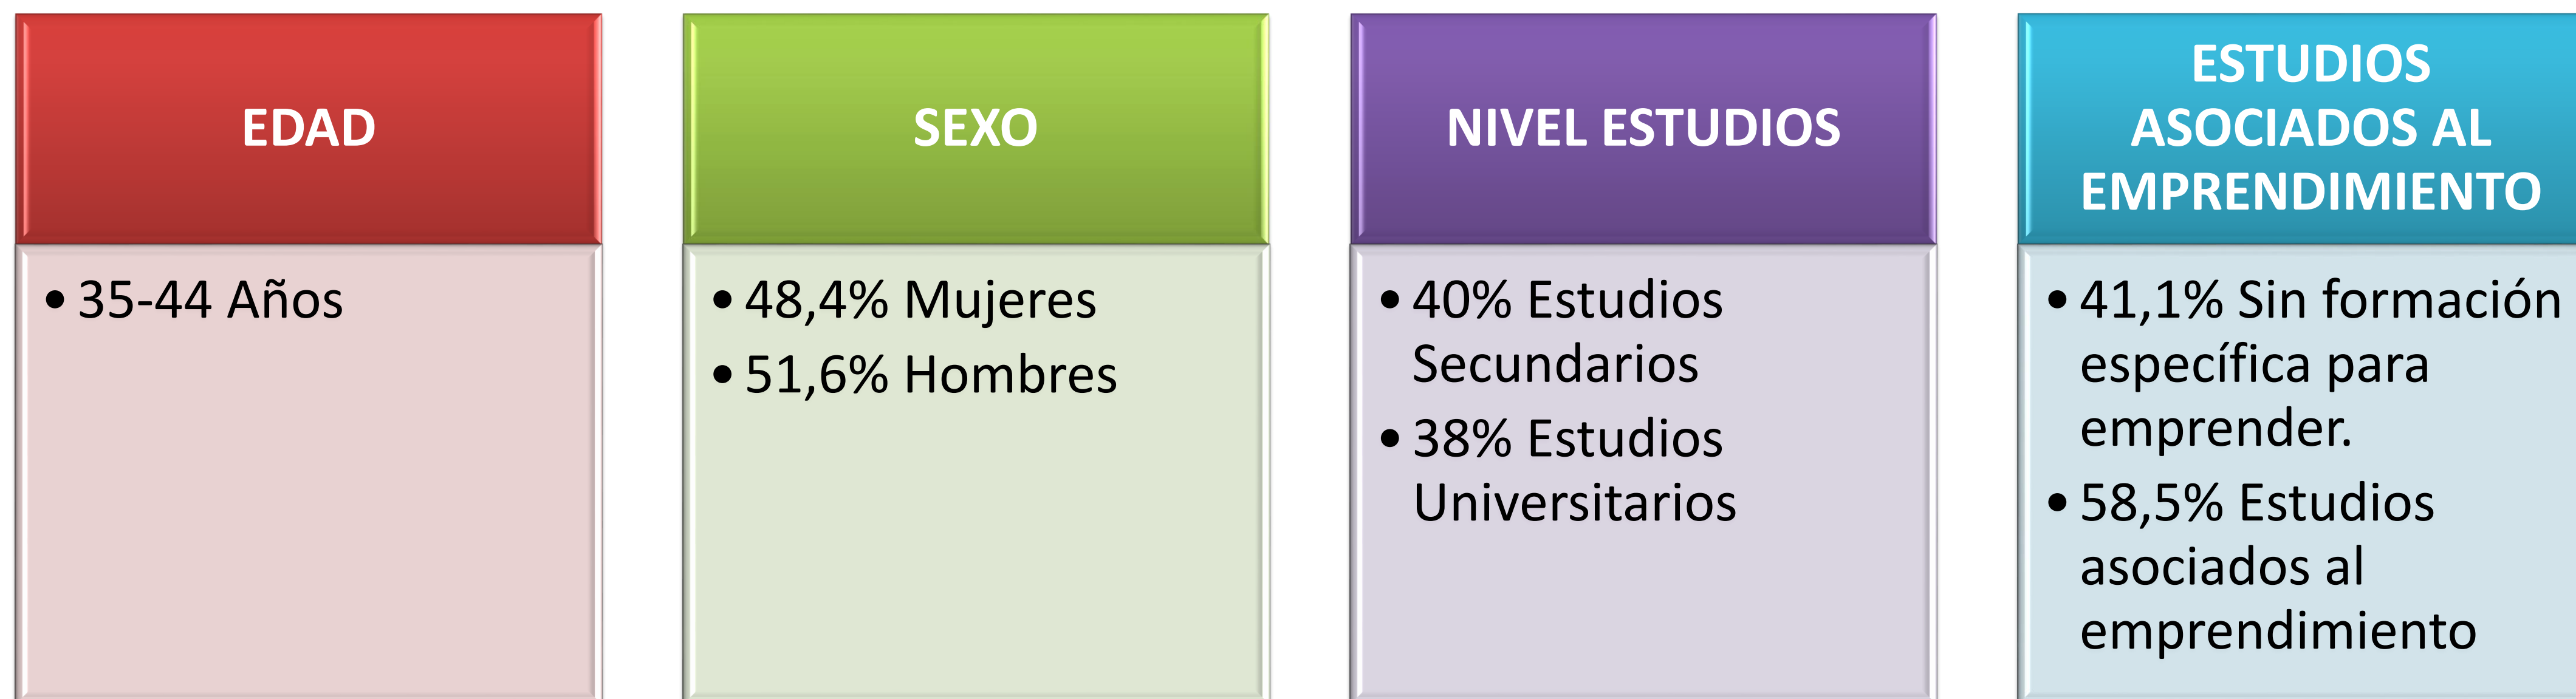 EDAD
• 35-44 Años
SEXO
• 48,4% Mujeres
• 51,6% Hombres
NIVEL ESTUDIOS
• 40% Estudios
Secundarios
• 38% Estudios
Universitarios
ESTUDIOS
ASOCIADOS AL
EMPRENDIMIENTO
• 41,1% Sin formación
específica para
emprender.
• 58,5% Estudios
asociados al
emprendimiento